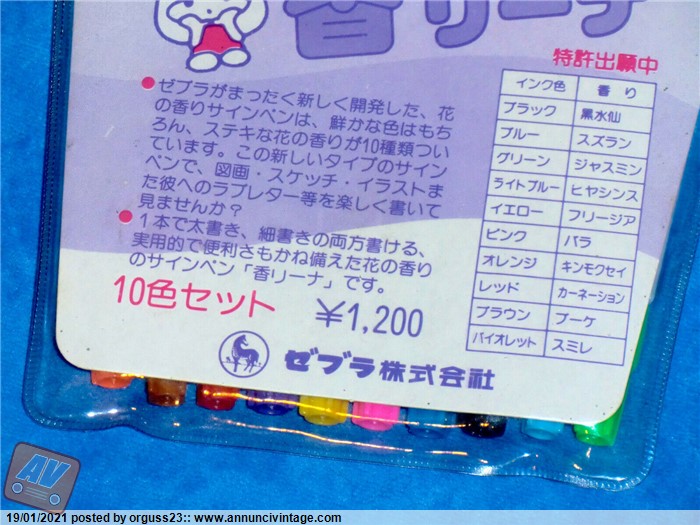 香リーナ
特許出願中
●ゼブラがまったく新しく開発した、花
の香りサインペンは、鮮かな色はもち
ろん、ステキな花の香りが10種類つい
ています。この新しいタイプのサイン
ペンで、図画・スケッチ・イラストま
た彼へのラブレター等を楽しく書いて
見ませんか？
●1本で太書き、細書きの両方書ける、
実用的で便利さもかね備えた花の香り
のサインペン「香リーナ」です。
10色セット ¥1,200
ゼブラ株式会社
インク色 香り
ブラック 黒水仙
ブルー スズラン
グリーン ジャスミン
ライトブルー ヒヤシンス
イエロー フリージア
ピンク バラ
オレンジ キンモクセイ
レッド カーネーション
ブラウン ブーケ
バイオレット スミレ
AV
19/01/2021 posted by orguss23:: www.annuncivintage.com